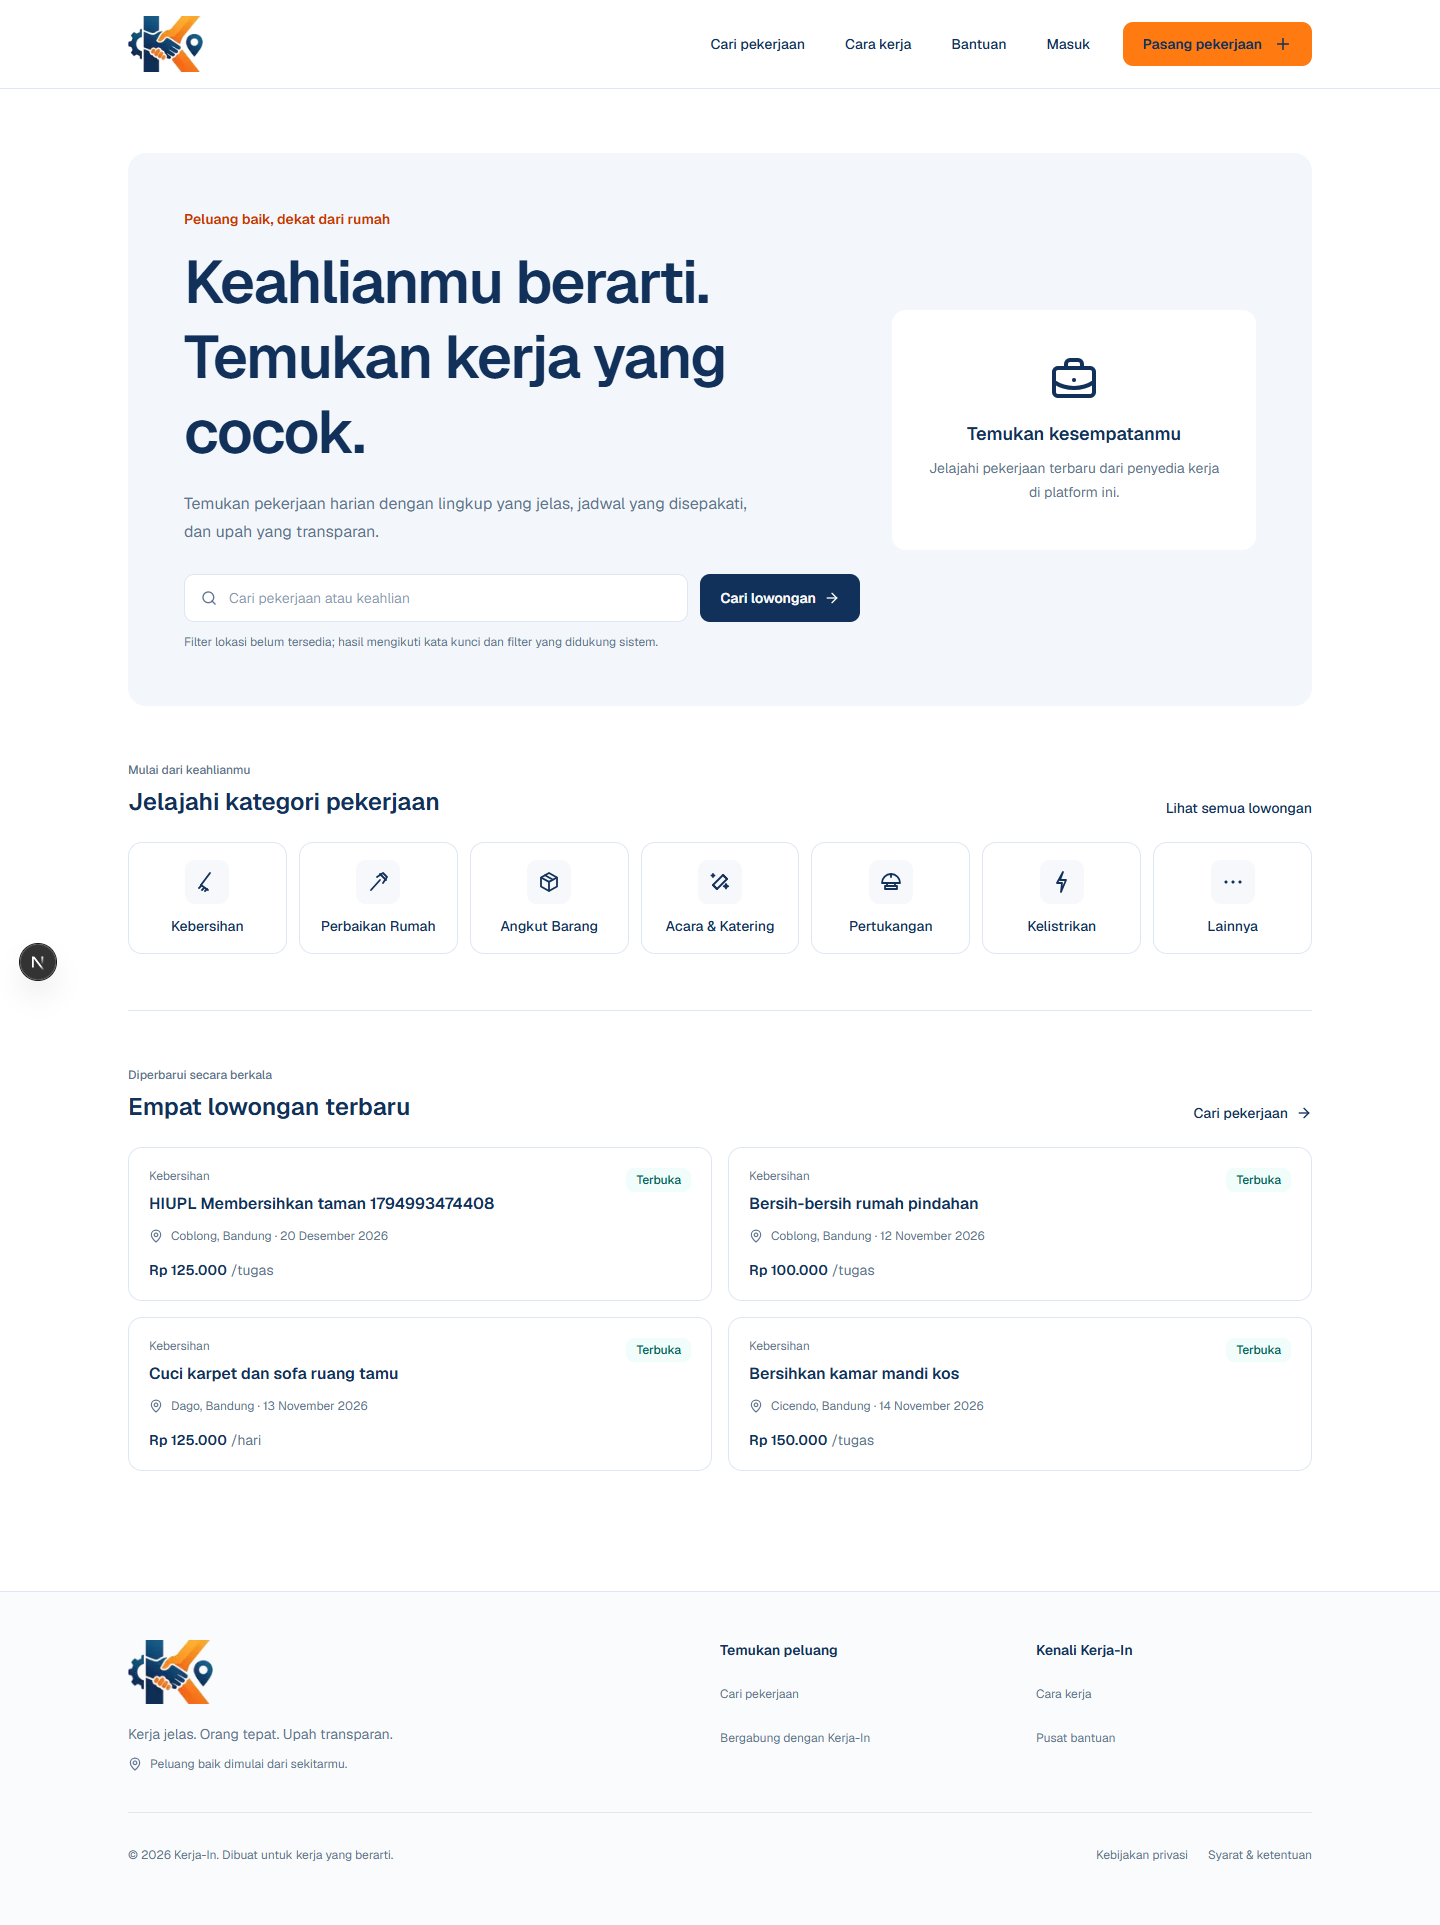 Cari pekerjaan
Cara kerja
Bantuan
Masuk
Pasang pekerjaan
Peluang baik, dekat dari rumah
Keahlianmu berarti.
Temukan kerja yang
cocok.
Temukan pekerjaan harian dengan lingkup yang jelas, jadwal yang disepakati,
dan upah yang transparan.
Cari pekerjaan atau keahlian
Cari lowongan
Filter lokasi belum tersedia; hasil mengikuti kata kunci dan filter yang didukung sistem.
Temukan kesempatanmu
Jelajahi pekerjaan terbaru dari penyedia kerja
di platform ini.
Mulai dari keahlianmu
Jelajahi kategori pekerjaan
Lihat semua lowongan
Kebersihan
Perbaikan Rumah
Angkut Barang
Acara & Katering
Pertukangan
Kelistrikan
Lainnya
N
Diperbarui secara berkala
Empat lowongan terbaru
Cari pekerjaan
Kebersihan
Terbuka
HIUPL Membersihkan taman 1794993474408
Coblong, Bandung · 20 Desember 2026
Rp 125.000 /tugas
Kebersihan
Terbuka
Bersih-bersih rumah pindahan
Coblong, Bandung · 12 November 2026
Rp 100.000 /tugas
Kebersihan
Terbuka
Cuci karpet dan sofa ruang tamu
Dago, Bandung · 13 November 2026
Rp 125.000 /hari
Kebersihan
Terbuka
Bersihkan kamar mandi kos
Cicendo, Bandung · 14 November 2026
Rp 150.000 /tugas
Kerja jelas. Orang tepat. Upah transparan.
Peluang baik dimulai dari sekitarmu.
Temukan peluang
Cari pekerjaan
Bergabung dengan Kerja-In
Kenali Kerja-In
Cara kerja
Pusat bantuan
© 2026 Kerja-In. Dibuat untuk kerja yang berarti.
Kebijakan privasi
Syarat & ketentuan